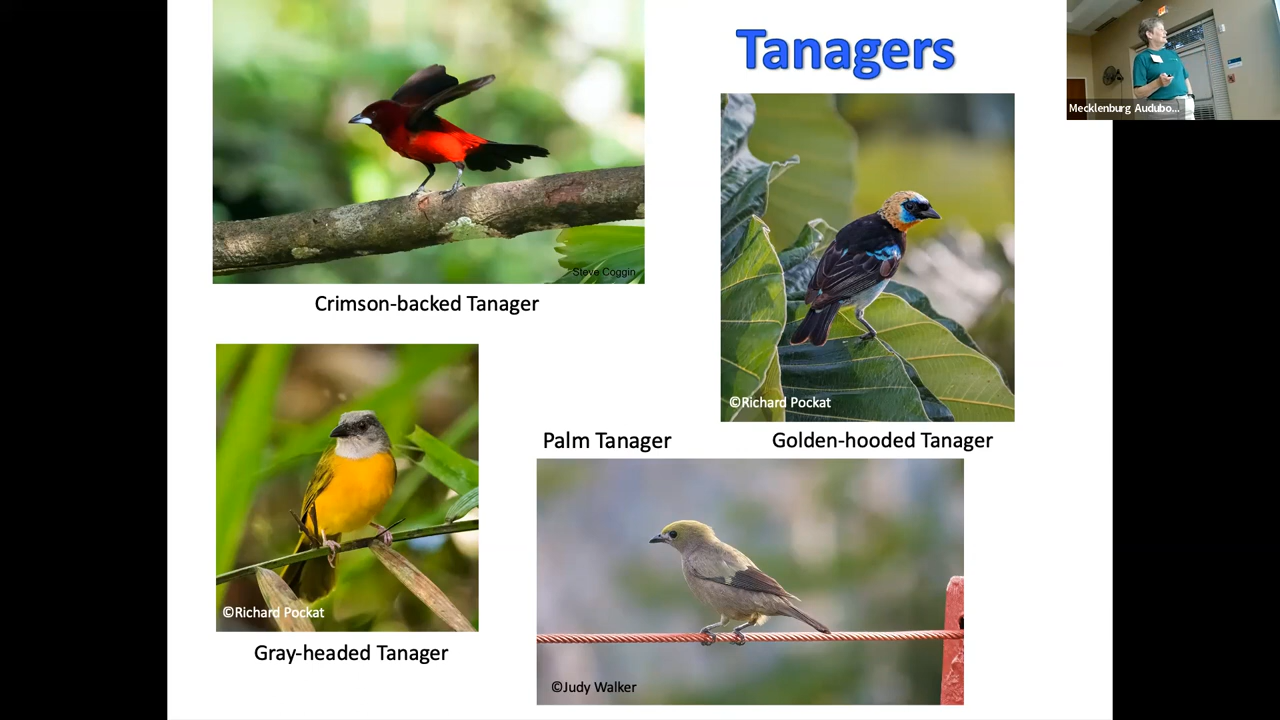 Tanagers
Mecklenburg Audubo...
Steve Coggin
Crimson-backed Tanager
©Richard Pockat
Golden-hooded Tanager
©Richard Pockat
Gray-headed Tanager
Palm Tanager
©Judy Walker